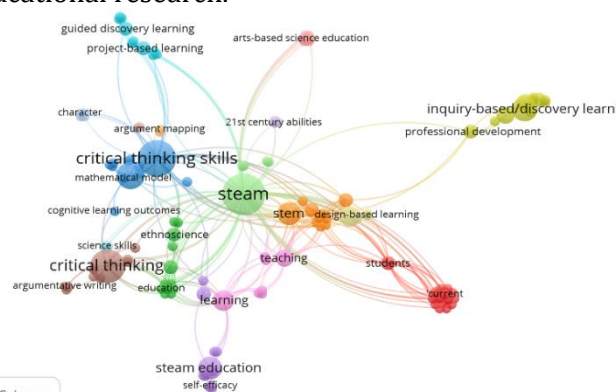 ucational research.
guided discovery learning
project-based learning
arts-based science education
inquiry-based/discovery learn
professional development
character
argument mapping
21st century abilities
critical thinking skills
mathematical model
steam
cognitive learning outcomes
stem
design-based learning
ethnoscience
science skills
critical thinking
argumentative writing
education
teaching
students
learning
'current
steam education
self-efficacy